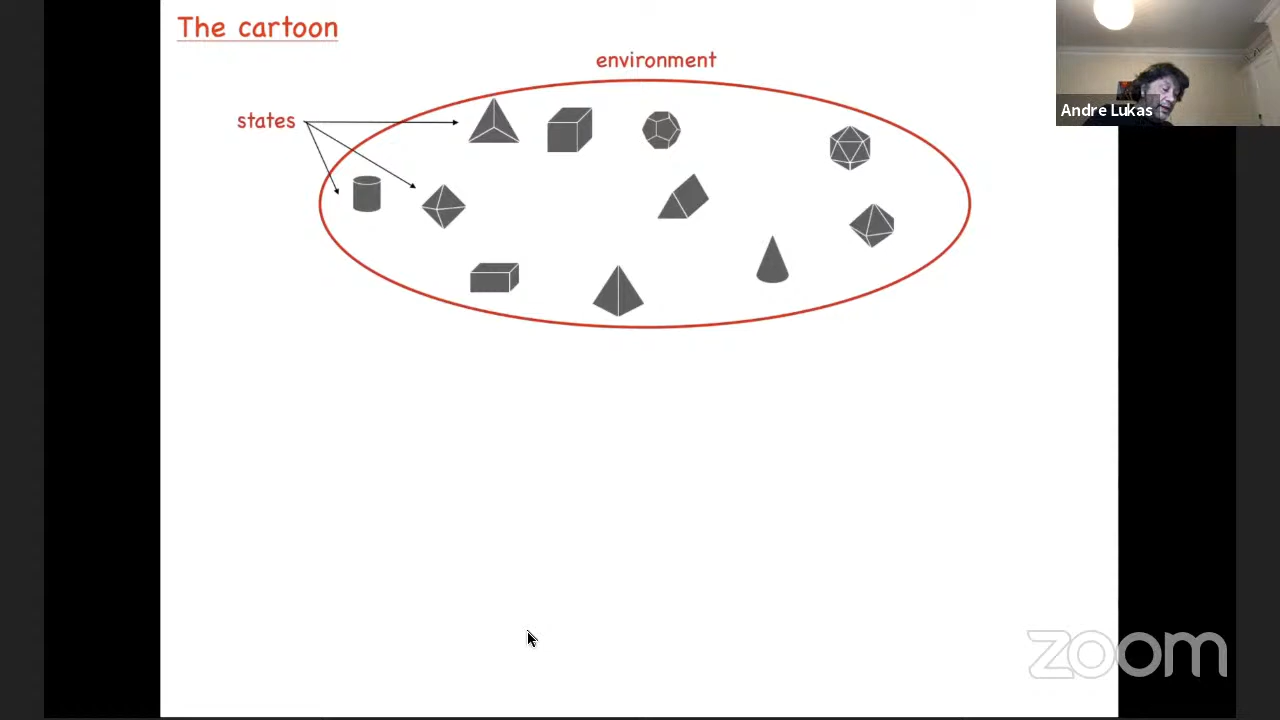 The cartoon
environment
states
Andre Lukas
zoom